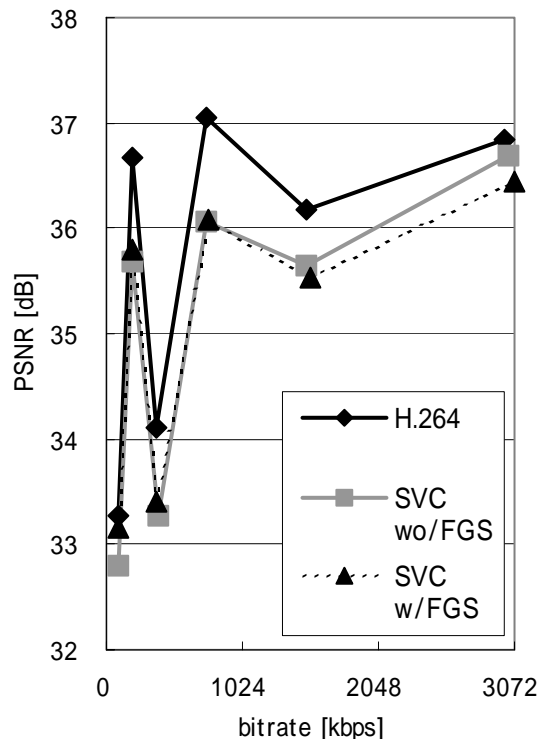 38
37
36
35
34
33
32
PSNR [dB]
H.264
SVC
wo/FGS
SVC
w/FGS
0 1024 2048 3072
bitrate [kbps]